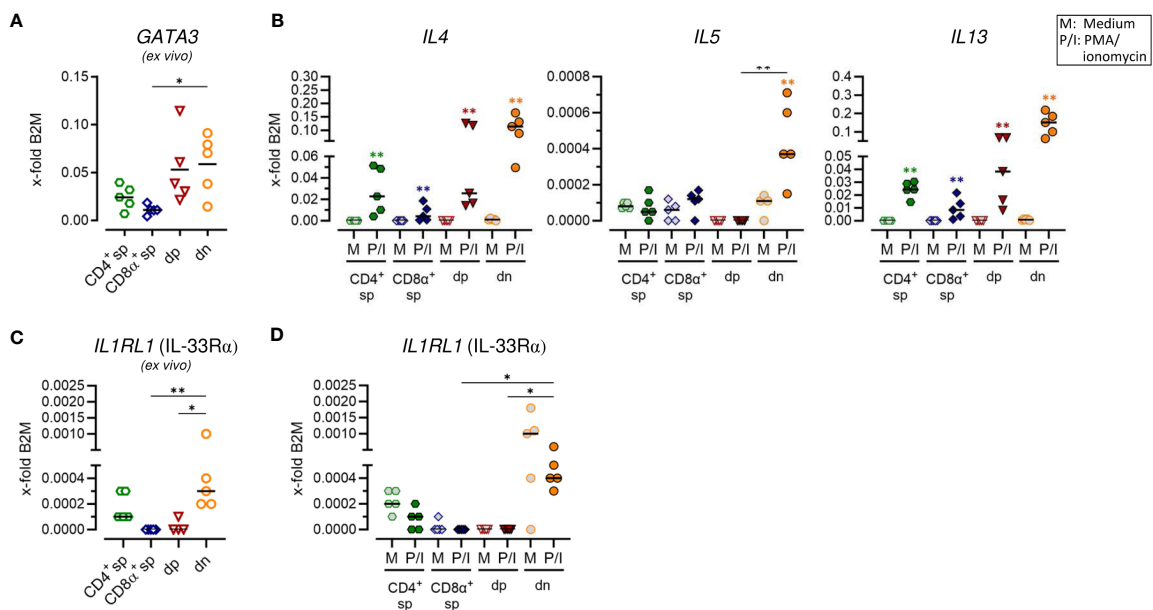 A
GATA3
(ex vivo)
*
x-fold B2M
0.15
0.10
0.05
0.00
CD4+ sp
CD8α+ sp
dp
dn
B
IL4
x-fold B2M
0.30
0.25
0.20
0.15
0.10
0.06
0.04
0.02
0.00
** ** ** **
M P/I M P/I M P/I M P/I
CD4+ sp
CD8α+ sp
dp
dn
IL5
0.0008
0.0006
0.0004
0.0002
0.0000
**
**
M P/I M P/I M P/I M P/I
CD4+ sp
CD8α+ sp
dp
dn
IL13
0.4
0.3
0.2
0.1
0.05
0.04
0.03
0.02
0.01
0.00
** ** ** **
M P/I M P/I M P/I M P/I
CD4+ sp
CD8α+ sp
dp
dn
M: Medium
P/I: PMA/
ionomycin
C
IL1RL1 (IL-33Rα)
(ex vivo)
**
*
x-fold B2M
0.0025
0.0020
0.0015
0.0010
0.0004
0.0002
0.0000
CD4+ sp
CD8α+ sp
dp
dn
D
IL1RL1 (IL-33Rα)
*
*
x-fold B2M
0.0025
0.0020
0.0015
0.0010
0.0004
0.0002
0.0000
M P/I M P/I M P/I M P/I
CD4+ sp
CD8α+ sp
dp
dn